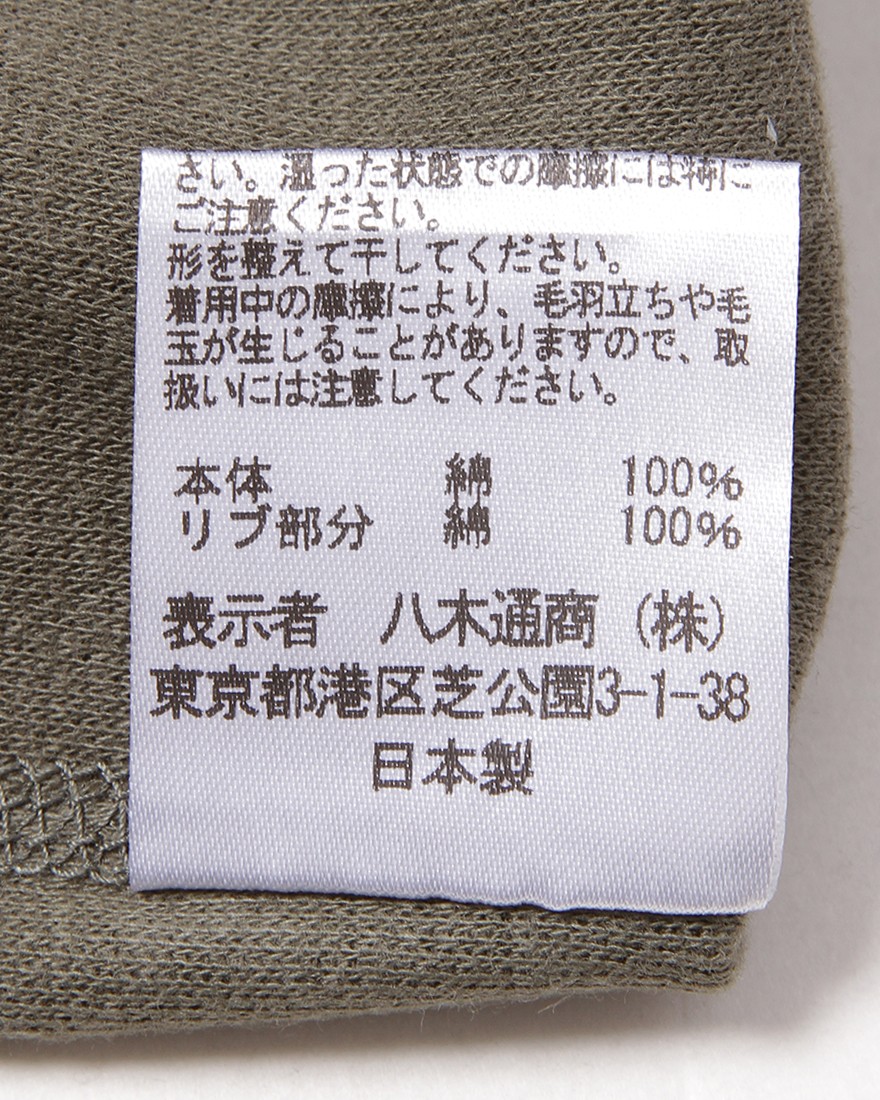 さい。湿った状態での摩擦には特に
ご注意ください。
形を整えて干してください。
着用中の摩擦により、毛羽立ちや毛
玉が生じることがありますので、取
扱いには注意してください。
本体 綿 100%
リブ部分 綿 100%
表示者 八木通商(株)
東京都港区芝公園3-1-38
日本製